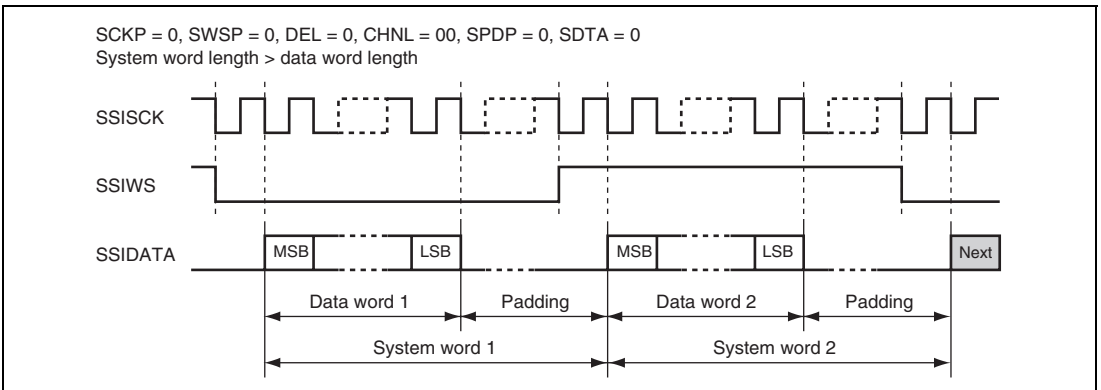 SCKP = 0, SWSP = 0, DEL = 0, CHNL = 00, SPDP = 0, SDTA = 0
System word length > data word length
SSISCK
SSIWS
SSIDATA
MSB
LSB
MSB
LSB
Next
Data word 1
Padding
Data word 2
Padding
System word 1
System word 2